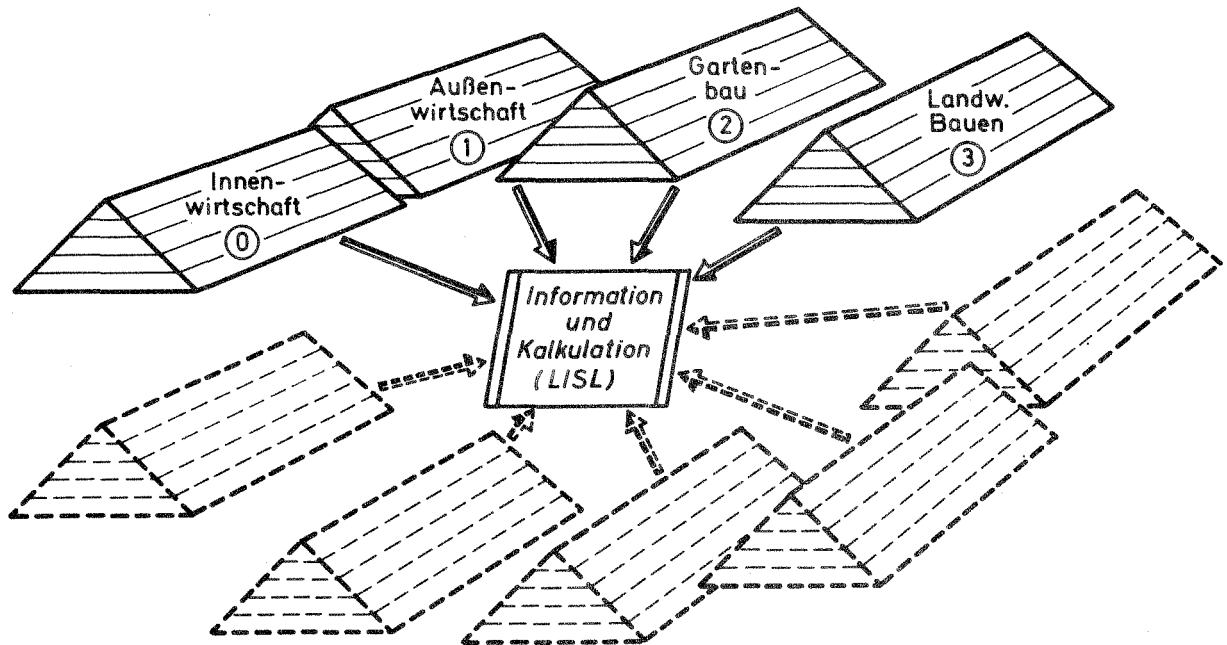 Innen-
wirtschaft
0
Außen-
wirtschaft
1
Garten-
bau
2
Landw.
Bauen
3
Information
und
Kalkulation
(LISL)